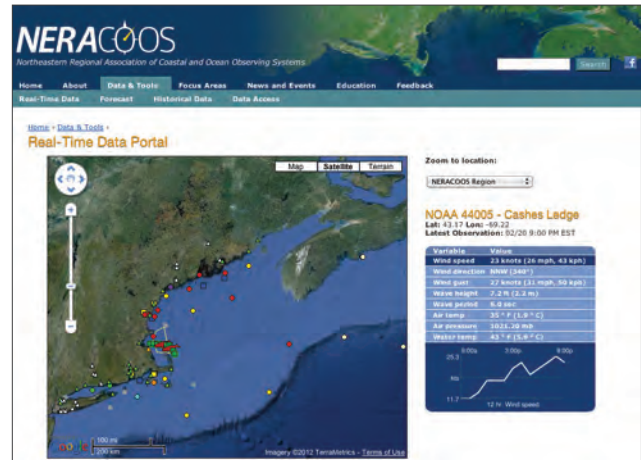 NERACOOS
Northeastern Regional Association of Coastal and Ocean Observing Systems
Search
Home About Data & Tools Focus Areas News and Events Education Feedback
Real-Time Data Forecast Historical Data Data Access
Home › Data & Tools ›
Real-Time Data Portal
Map Satellite Terrain
Zoom to location:
NERACOOS Region
NOAA 44005 - Cashes Ledge
Lat: 43.17 Lon: -69.22
Latest Observation: 02/20 9:00 PM EST
Variable Value
Wind speed 23 knots (26 mph, 43 kph)
Wind direction NNW (340°)
Wind gust 27 knots (31 mph, 50 kph)
Wave height 7.2 ft (2.2 m)
Wave period 6.0 sec
Air temp 35 ° F (1.9 ° C)
Air pressure 1021.20 mb
Water temp 43 ° F (5.9 ° C)
9:00a 3:00p 9:00p
25.3
kts
11.7
12 hr. Wind speed
100 mi
200 km
Imagery ©2012 TerraMetrics - Terms of Use